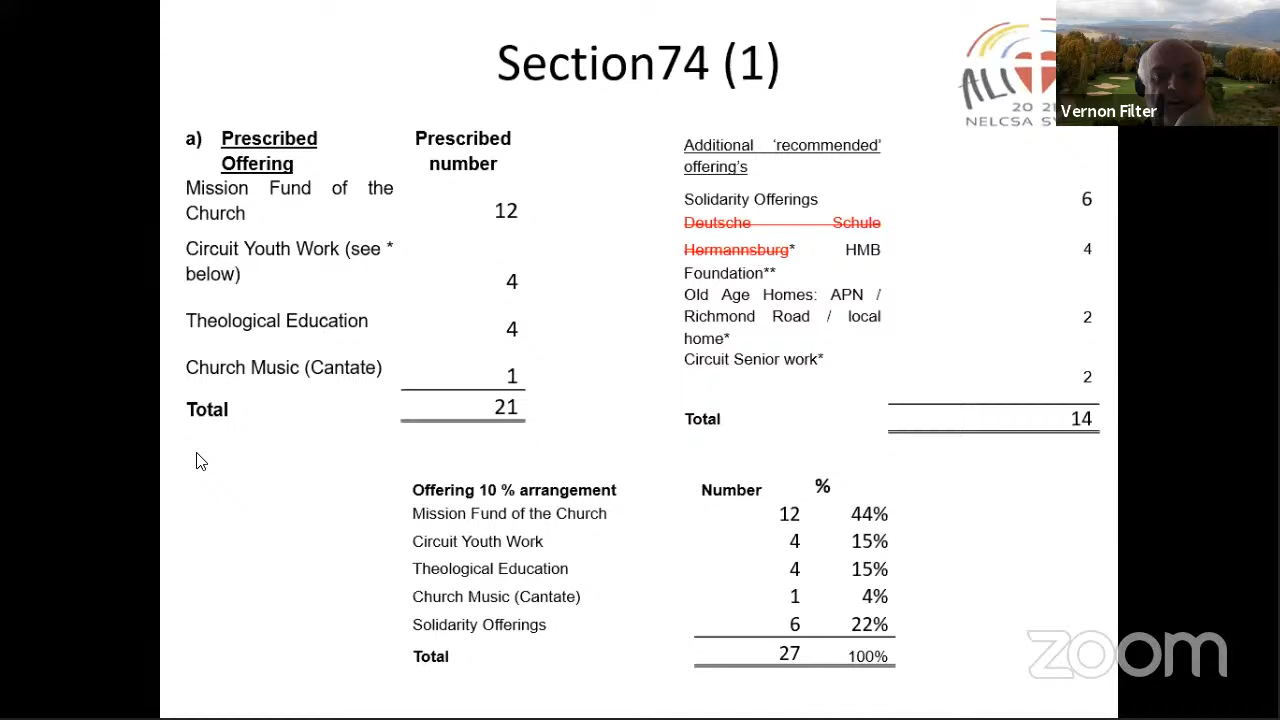 Section74 (1)
ALI
20 2
NELCSA SY
Vernon Filter
a) Prescribed Offering
Prescribed number
Mission Fund of the
Church
12
Circuit Youth Work (see *
below)
4
Theological Education
4
Church Music (Cantate)
1
Total
21
Additional 'recommended'
offering's
Solidarity Offerings
6
Deutsche Schule
Hermannsburg* HMB
4
Foundation**
Old Age Homes: APN /
Richmond Road / local
2
home*
Circuit Senior work*
2
Total
14
Offering 10 % arrangement Number %
Mission Fund of the Church 12 44%
Circuit Youth Work 4 15%
Theological Education 4 15%
Church Music (Cantate) 1 4%
Solidarity Offerings 6 22%
Total 27 100%
zoom